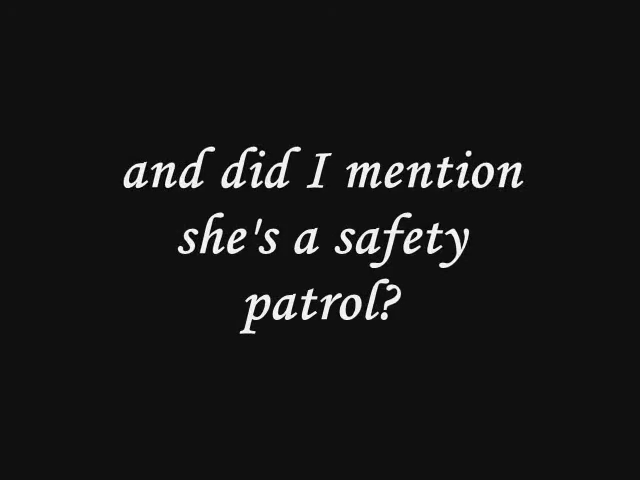 and did I mention
she's a safety
patrol?